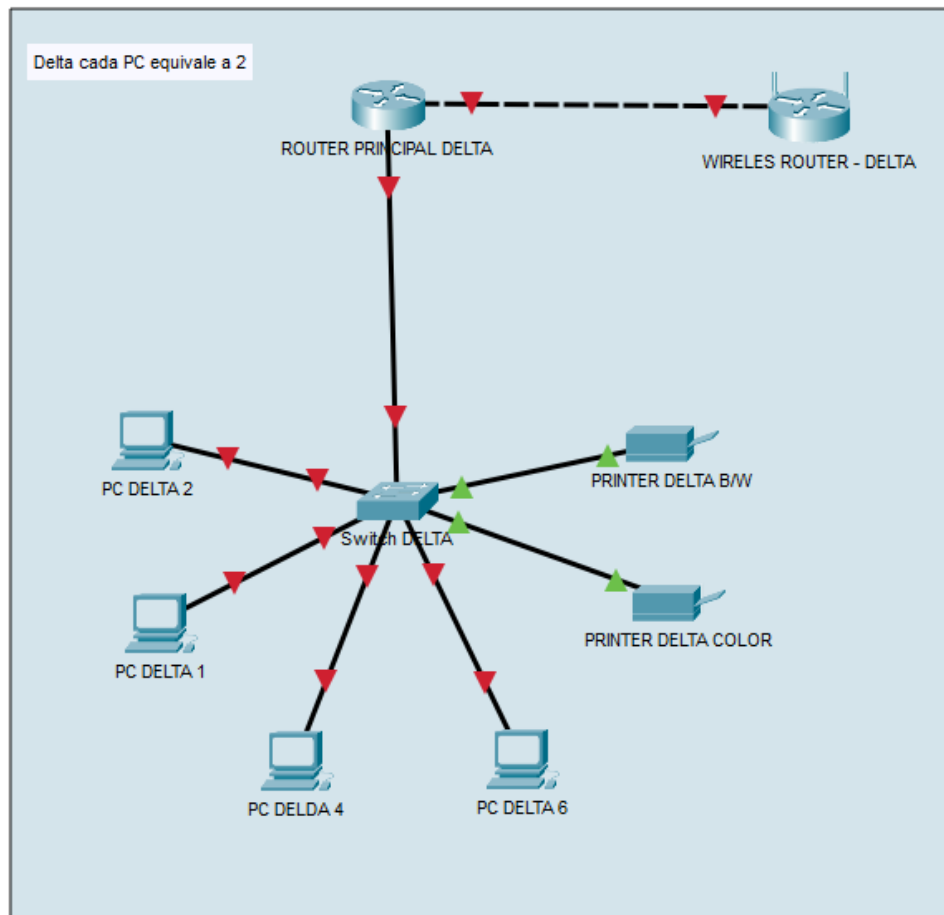 Delta cada PC equivale a 2
ROUTER PRINCIPAL DELTA
WIRELES ROUTER - DELTA
PC DELTA 2
PRINTER DELTA B/W
Switch DELTA
PRINTER DELTA COLOR
PC DELTA 1
PC DELDA 4
PC DELTA 6